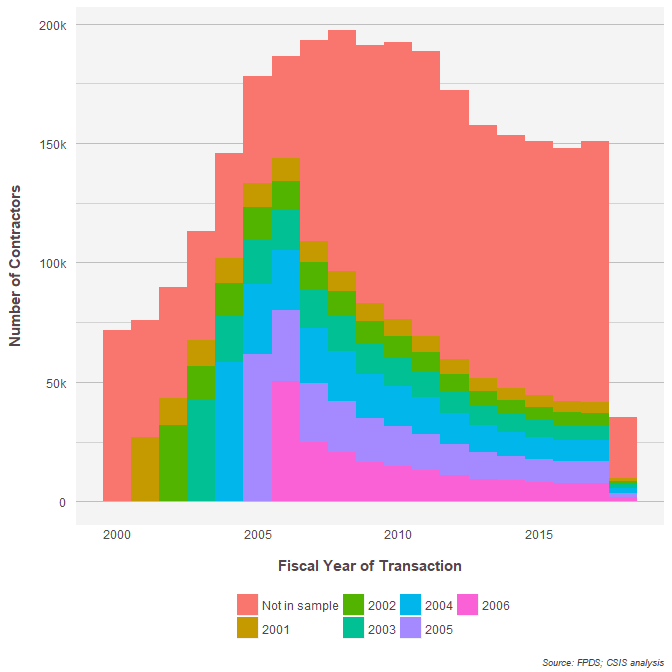 200k
150k
100k
50k
0
Number of Contractors
2000 2005 2010 2015
Fiscal Year of Transaction
Not in sample 2002 2004 2006
2001 2003 2005
Source: FPDS; CSIS analysis